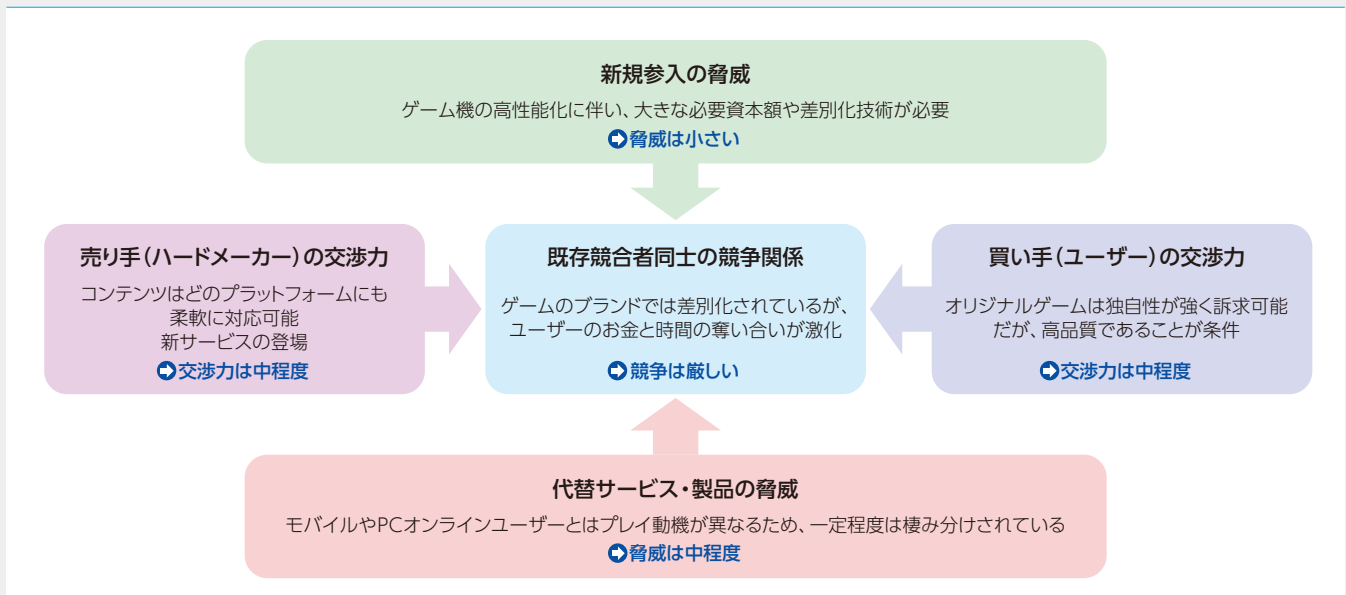 新規参入の脅威
ゲーム機の高性能化に伴い、大きな必要資本額や差別化技術が必要
脅威は小さい
売り手（ハードメーカー）の交渉力
コンテンツはどのプラットフォームにも
柔軟に対応可能
新サービスの登場
交渉力は中程度
既存競合者同士の競争関係
ゲームのブランドでは差別化されているが、
ユーザーのお金と時間の奪い合いが激化
競争は厳しい
買い手（ユーザー）の交渉力
オリジナルゲームは独自性が強く訴求可能
だが、高品質であることが条件
交渉力は中程度
代替サービス・製品の脅威
モバイルやPCオンラインユーザーとはプレイ動機が異なるため、一定程度は棲み分けされている
脅威は中程度